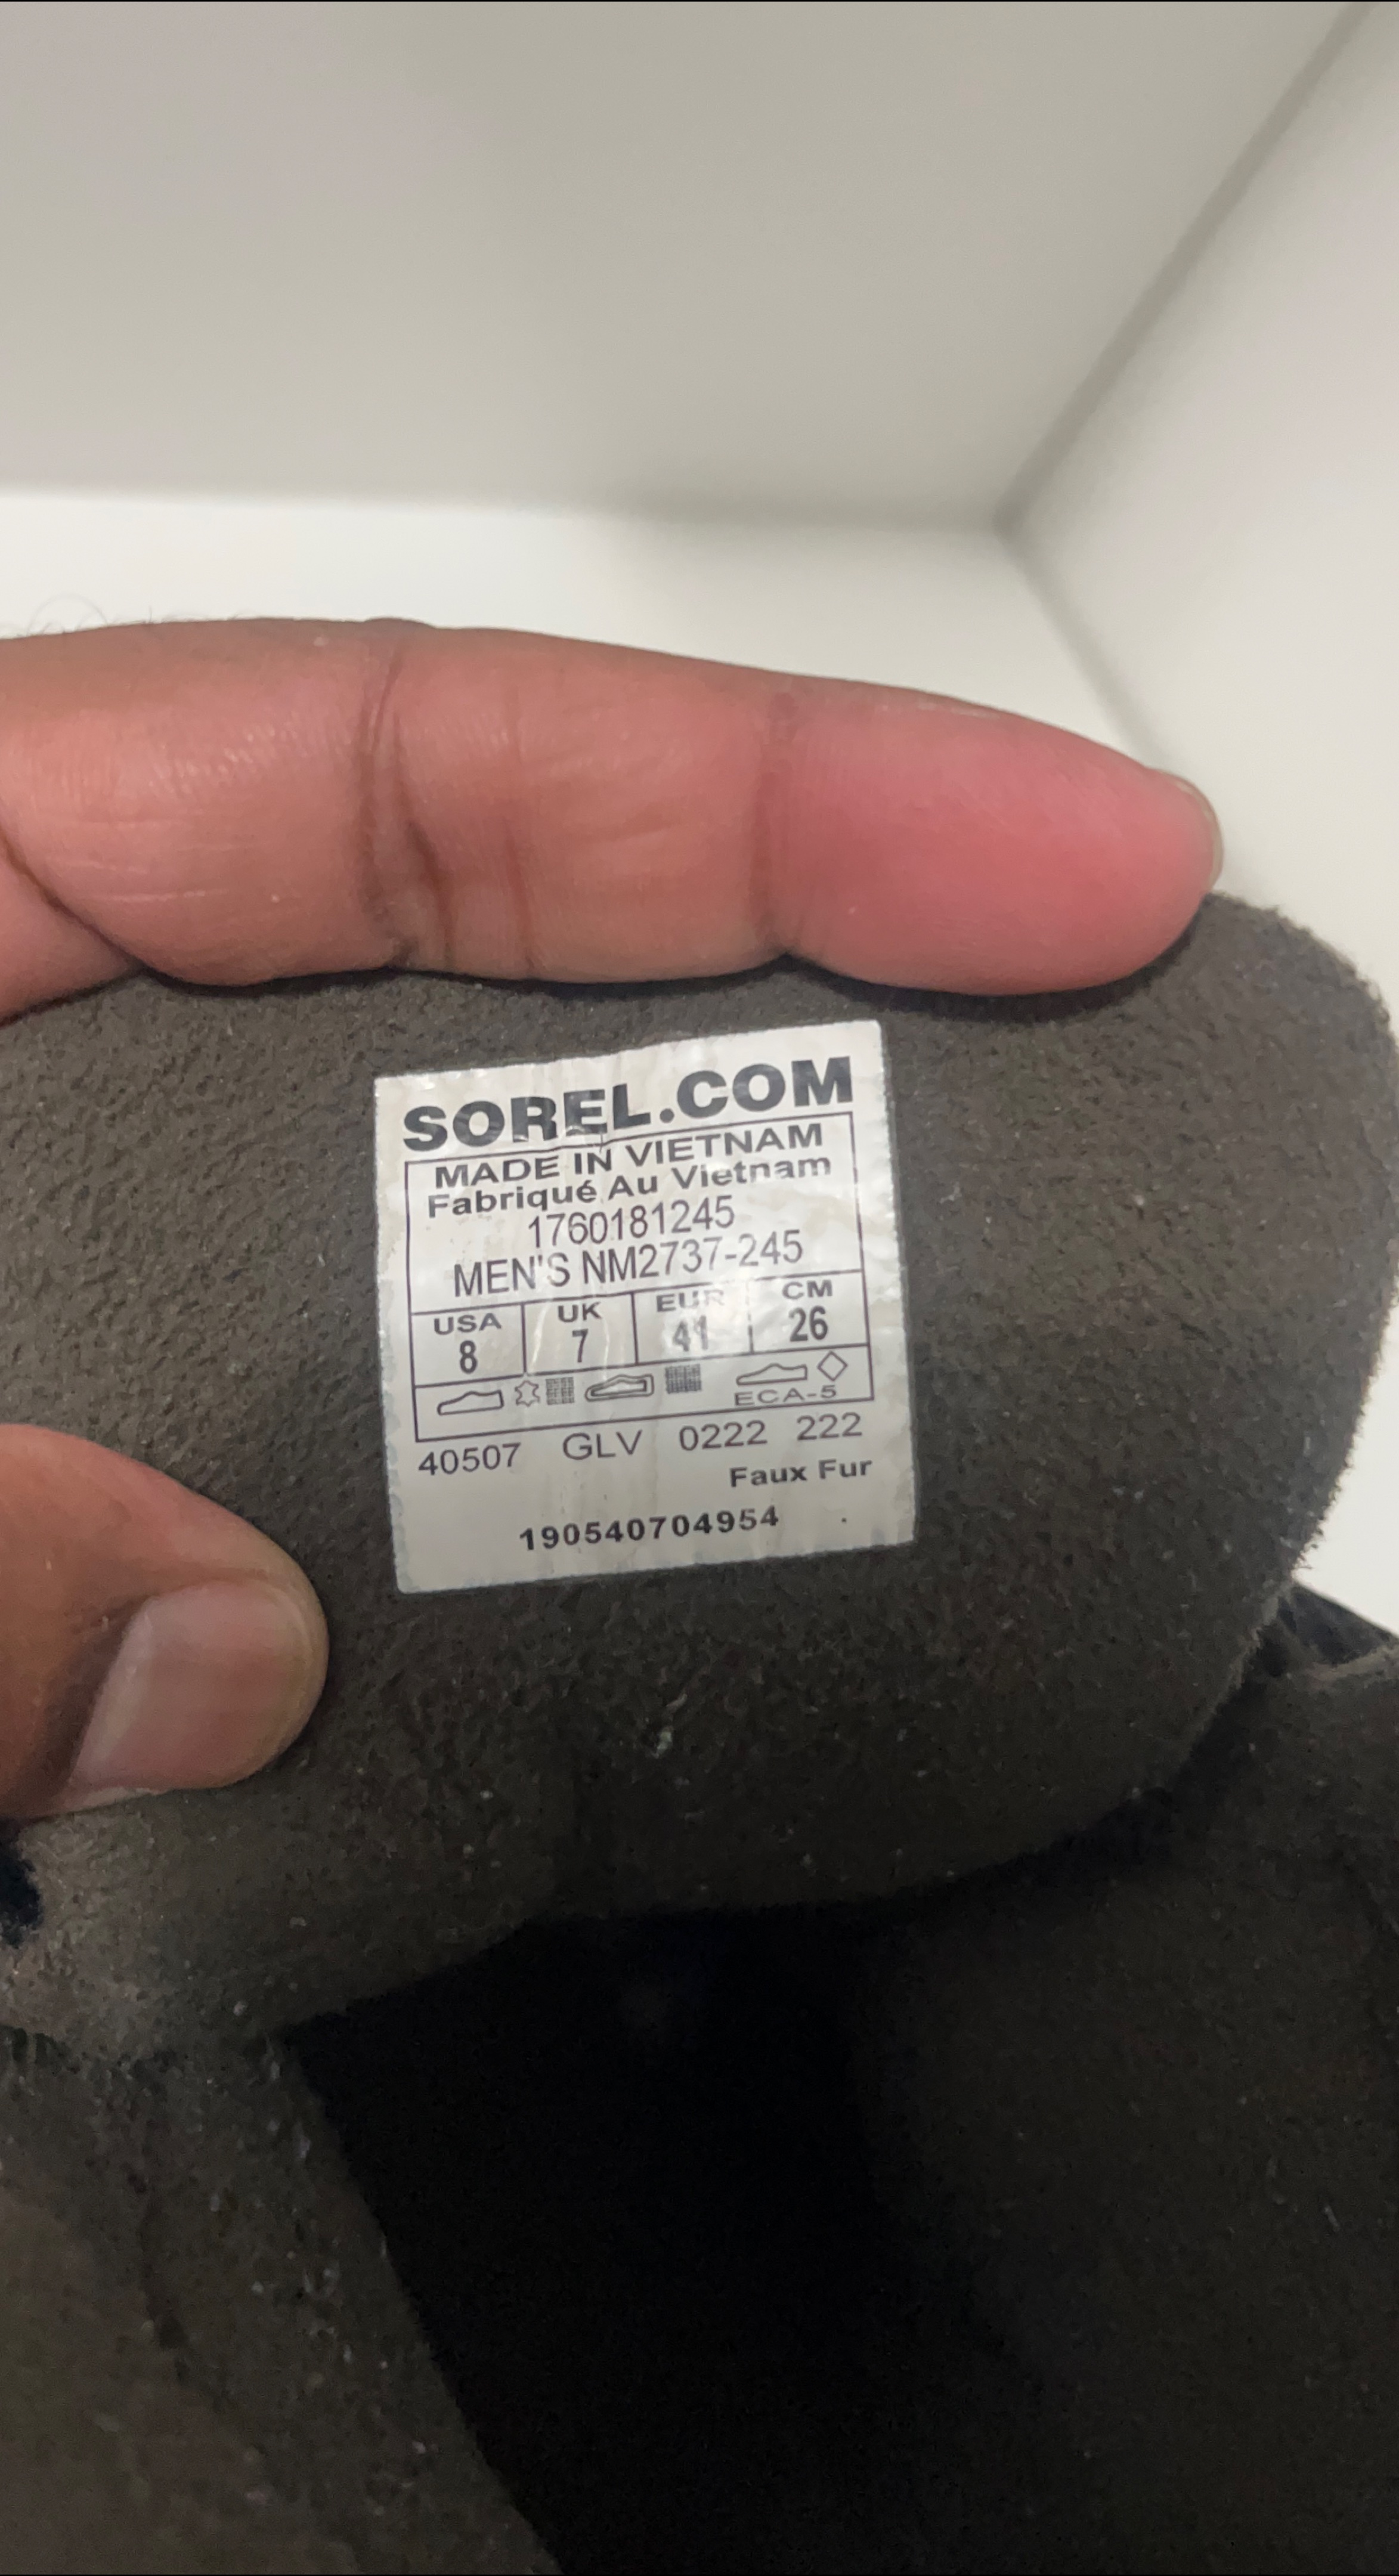 SOREL.COM
MADE IN VIETNAM
Fabriqué Au Vietnam
1760181245
MEN'S NM2737-245
USA UK EUR CM
8 7 41 26
ECA-5
40507 GLV 0222 222
Faux Fur
190540704954